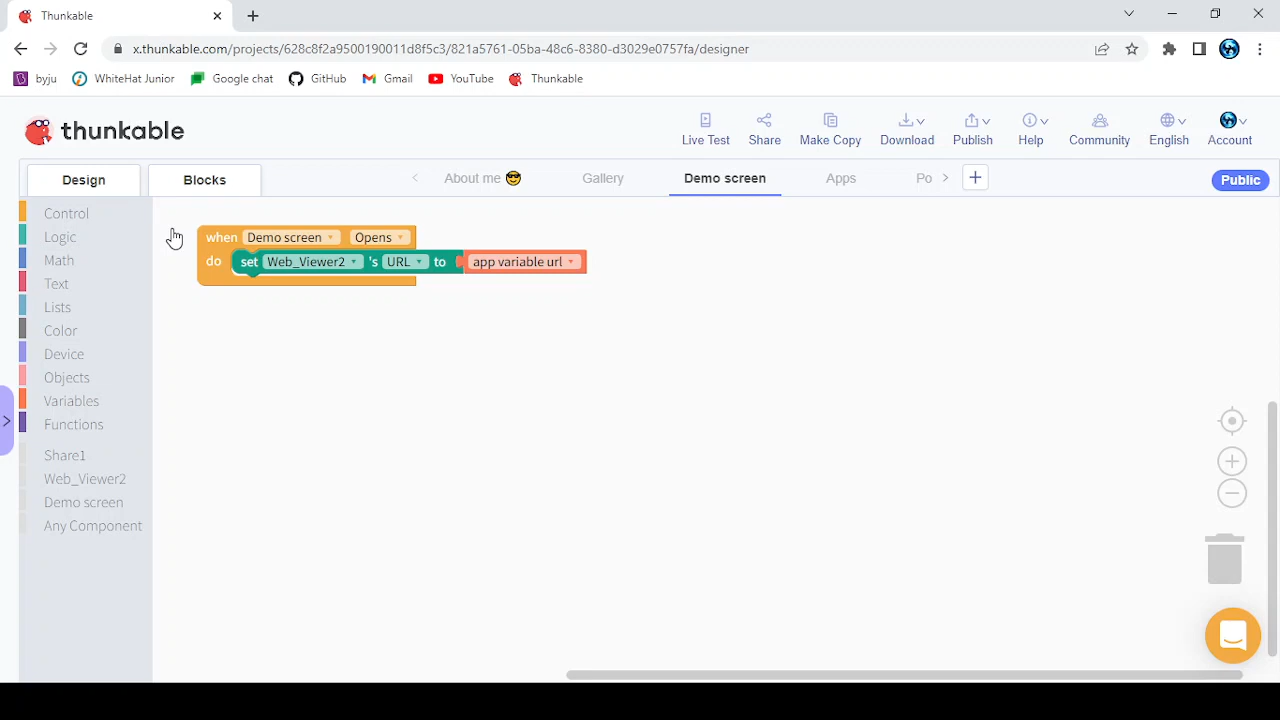 Thunkable
x.thunkable.com/projects/628c8f2a9500190011d8f5c3/821a5761-05ba-48c6-8380-d3029e0757fa/designer
byju WhiteHat Junior Google chat GitHub Gmail YouTube Thunkable
thunkable
Live Test Share Make Copy Download Publish Help Community English Account
Design Blocks About me 😎 Gallery Demo screen Apps Po Public
Control
Logic
Math
Text
Lists
Color
Device
Objects
Variables
Functions
Share1
Web_Viewer2
Demo screen
Any Component
when Demo screen Opens
do set Web_Viewer2 's URL to app variable url